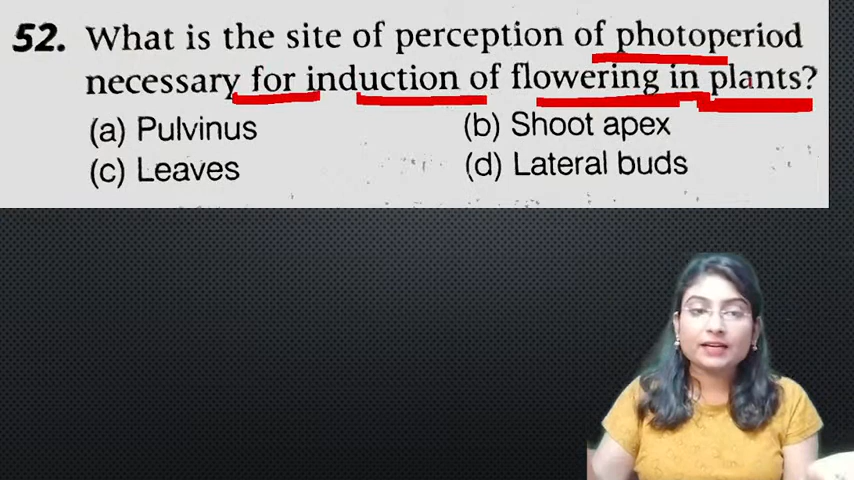 52. What is the site of perception of photoperiod
necessary for induction of flowering in plants?
(a) Pulvinus (b) Shoot apex
(c) Leaves (d) Lateral buds